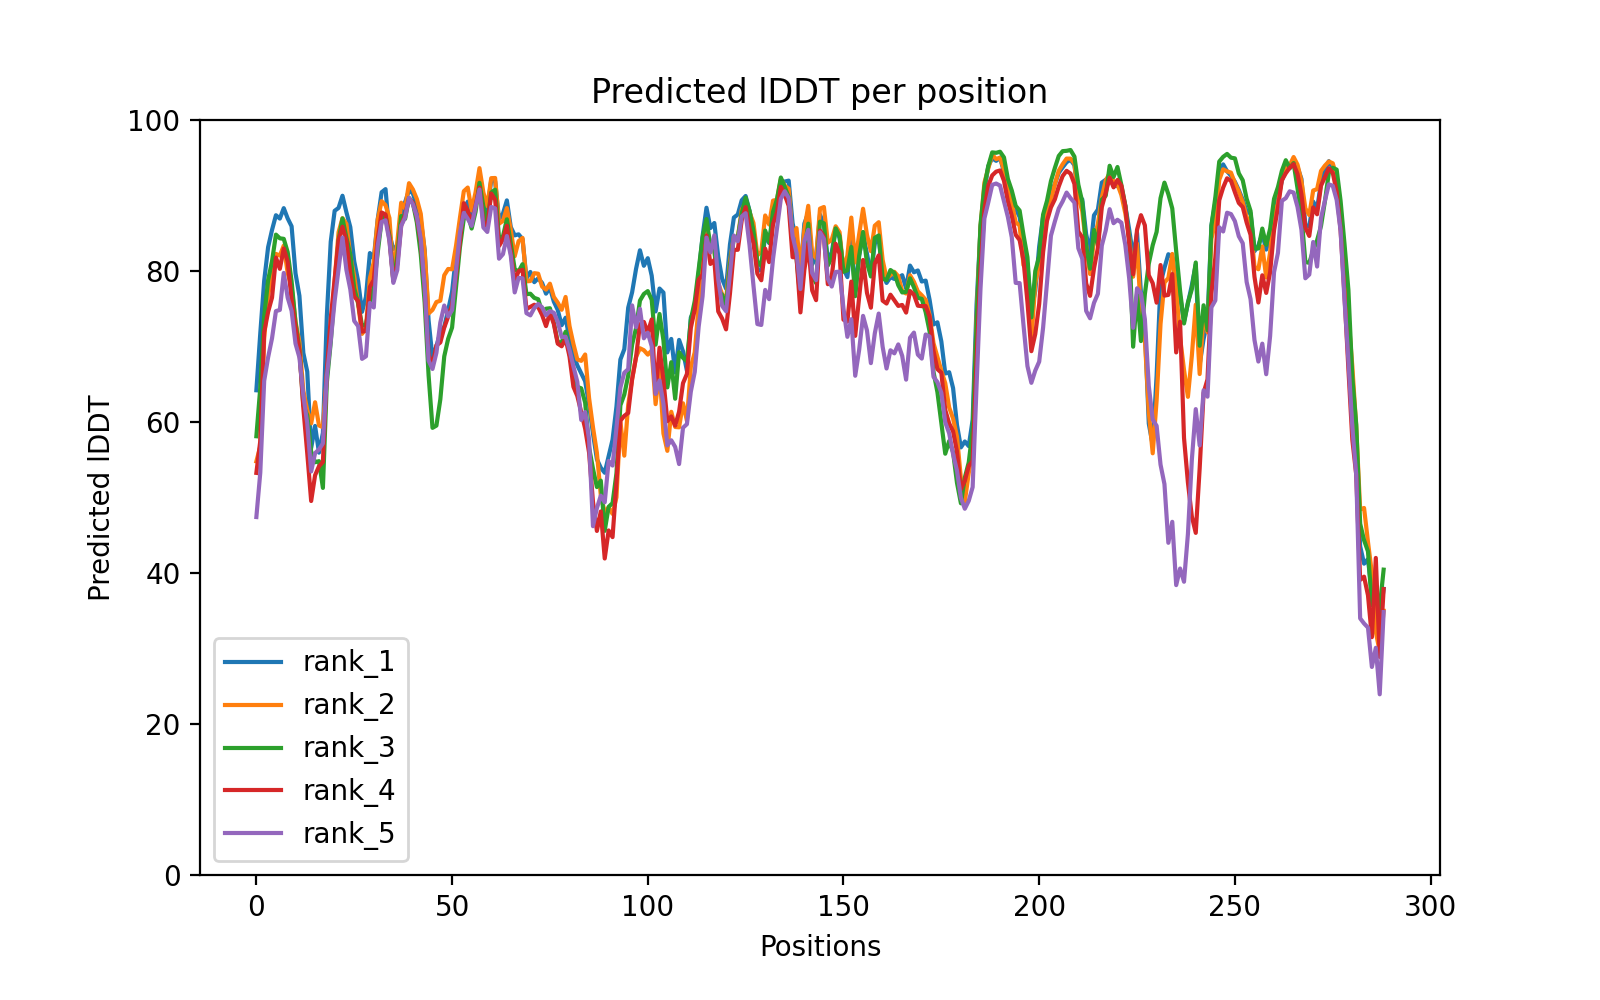 Predicted lDDT per position
100
80
60
40
20
0
Predicted lDDT
rank_1
rank_2
rank_3
rank_4
rank_5
0 50 100 150 200 250 300
Positions